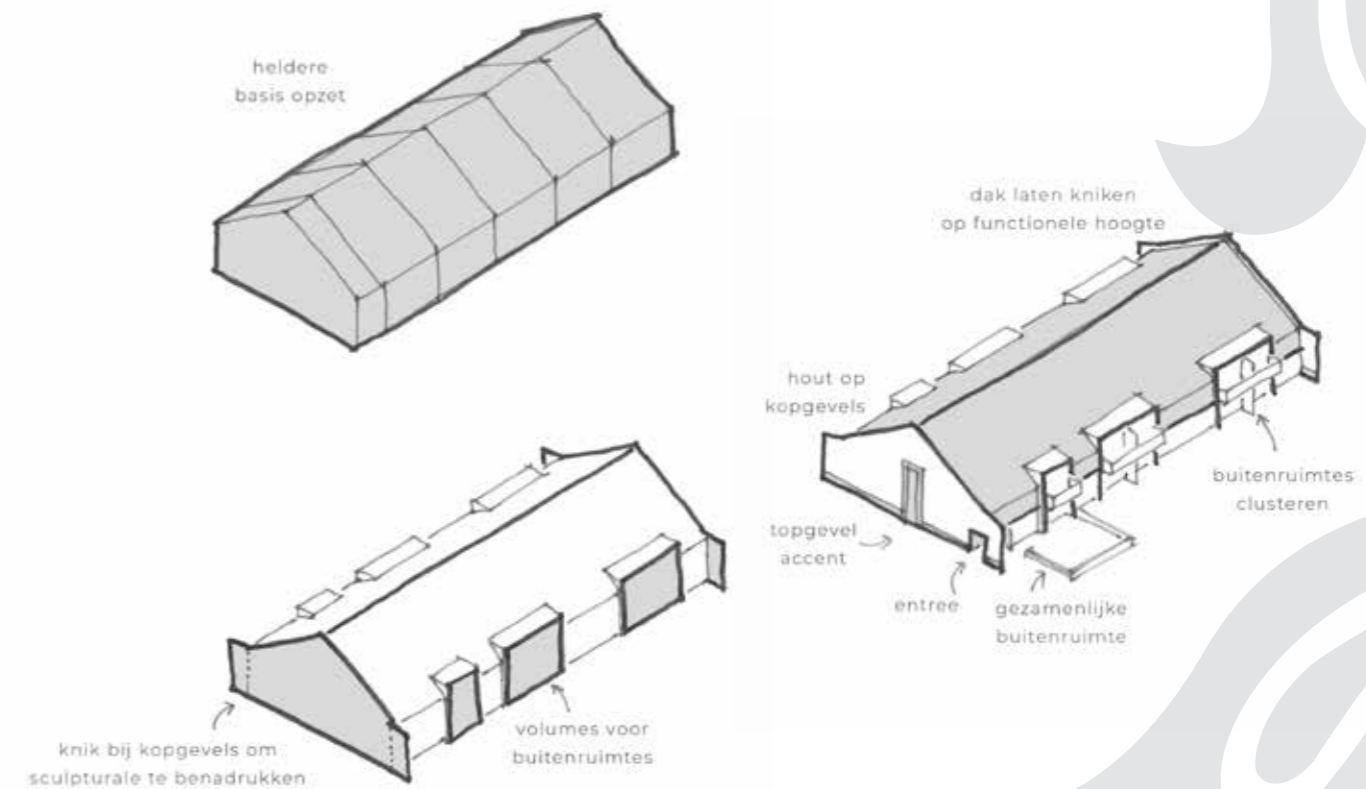 heldere
basis opzet
dak laten kniken
op functionele hoogte
hout op
kopgevels
buitenruimtes
clusteren
topgevel
accent
entree
gezamenlijke
buitenruimte
volumes voor
buitenruimtes
knik bij kopgevels om
sculpturale te benadrukken